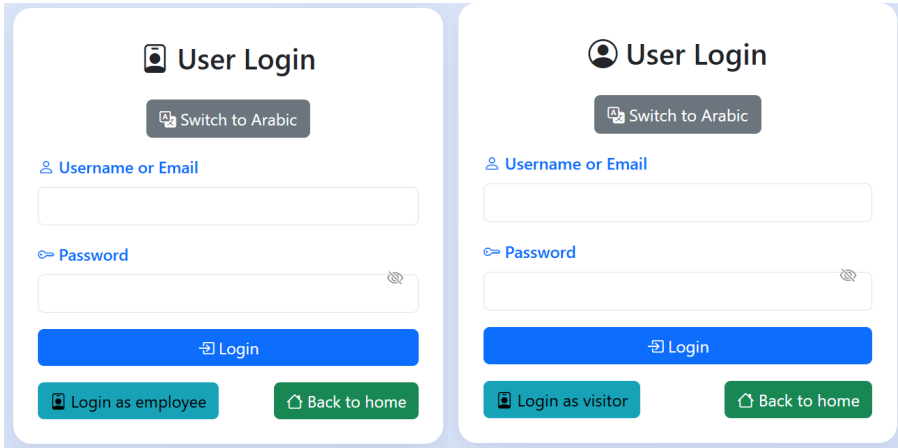 User Login
Switch to Arabic
Username or Email
Password
Login
Login as employee
Back to home
User Login
Switch to Arabic
Username or Email
Password
Login
Login as visitor
Back to home